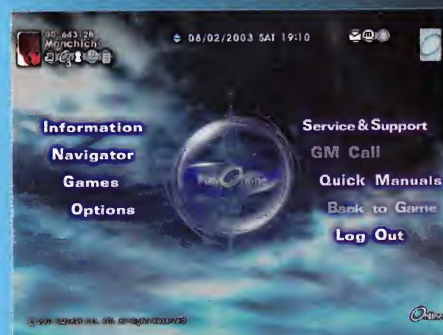 Monchichi
08/02/2003 SAT 19:10
Information
Navigator
Games
Options
Service & Support
GM Call
Quick Manuals
Back to Game
Log Out
PlayOnline